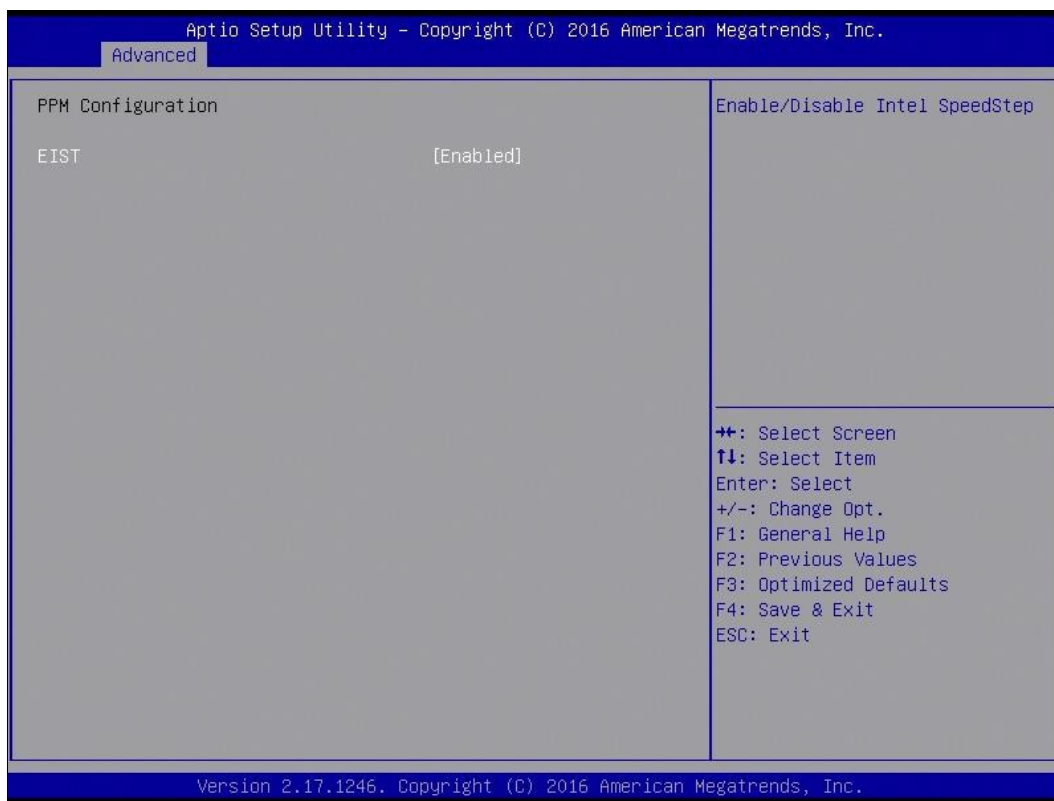 Aptio Setup Utility – Copyright (C) 2016 American Megatrends, Inc.
Advanced
PPM Configuration
EIST [Enabled]
Enable/Disable Intel SpeedStep
→←: Select Screen
↑↓: Select Item
Enter: Select
+/-: Change Opt.
F1: General Help
F2: Previous Values
F3: Optimized Defaults
F4: Save & Exit
ESC: Exit
Version 2.17.1246. Copyright (C) 2016 American Megatrends, Inc.